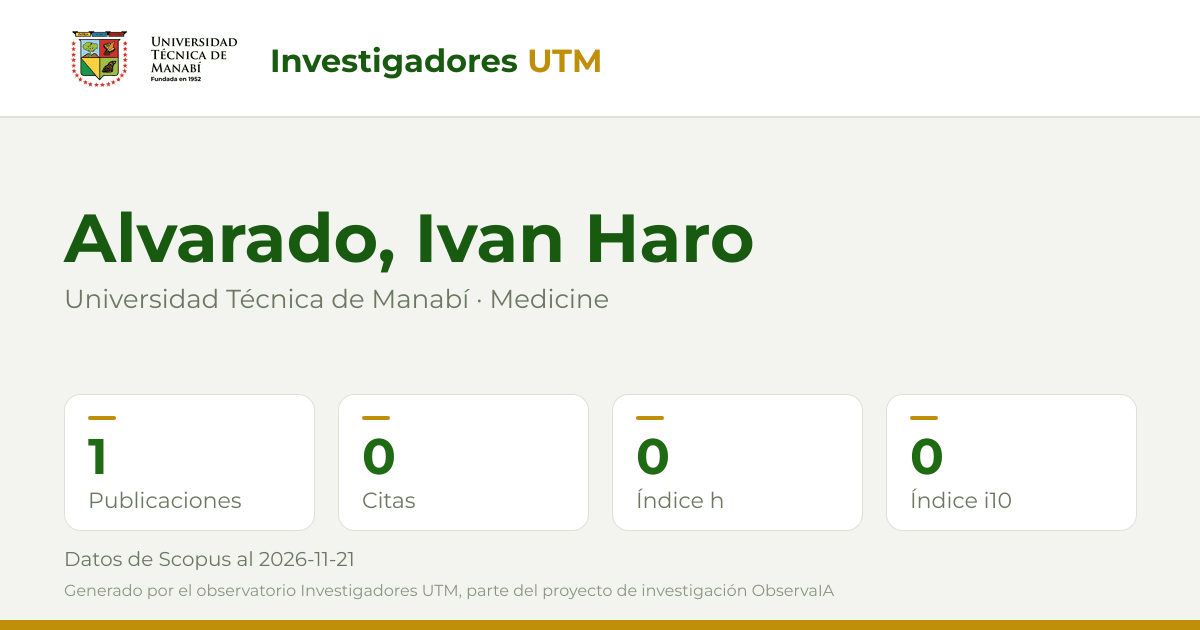 UNIVERSIDAD
TÉCNICA DE
MANABÍ
Fundada en 1952
Investigadores UTM
Alvarado, Ivan Haro
Universidad Técnica de Manabí · Medicine
1
Publicaciones
0
Citas
0
Índice h
0
Índice i10
Datos de Scopus al 2026-11-21
Generado por el observatorio Investigadores UTM, parte del proyecto de investigación ObservaIA